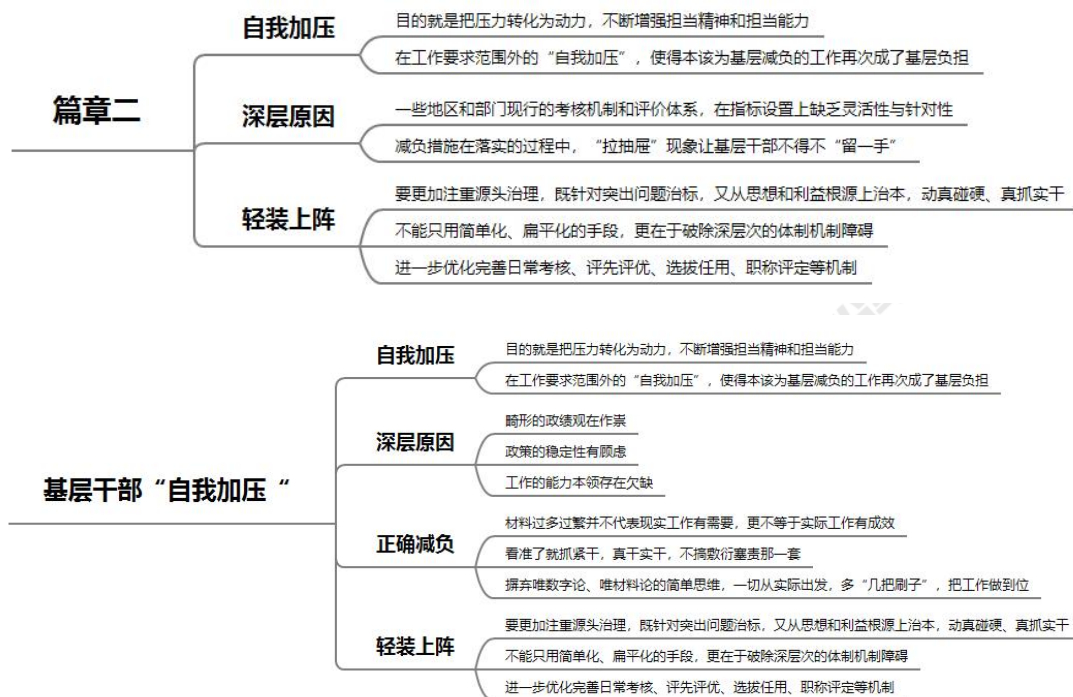 自我加压
目的就是把压力转化为动力，不断增强担当精神和担当能力
在工作要求范围外的“自我加压”，使得本该为基层减负的工作再次成了基层负担
篇章二
深层原因
一些地区和部门现行的考核机制和评价体系，在指标设置上缺乏灵活性与针对性
减负措施在落实的过程中，“拉抽屉”现象让基层干部不得不“留一手”
轻装上阵
要更加注重源头治理，既针对突出问题治标，又从思想和利益根源上治本，动真碰硬、真抓实干
不能只用简单化、扁平化的手段，更在于破除深层次的体制机制障碍
进一步优化完善日常考核、评先评优、选拔任用、职称评定等机制
自我加压
目的就是把压力转化为动力，不断增强担当精神和担当能力
在工作要求范围外的“自我加压”，使得本该为基层减负的工作再次成了基层负担
深层原因
畸形的政绩观在作祟
政策的稳定性有顾虑
工作的能力本领存在欠缺
基层干部“自我加压“
正确减负
材料过多过繁并不代表现实工作有需要，更不等于实际工作有成效
看准了就抓紧干，真干实干，不搞敷衍塞责那一套
摒弃唯数字论、唯材料论的简单思维，一切从实际出发，多“几把刷子”，把工作做到位
轻装上阵
要更加注重源头治理，既针对突出问题治标，又从思想和利益根源上治本，动真碰硬、真抓实干
不能只用简单化、扁平化的手段，更在于破除深层次的体制机制障碍
进一步优化完善日常考核、评先评优、选拔任用、职称评定等机制